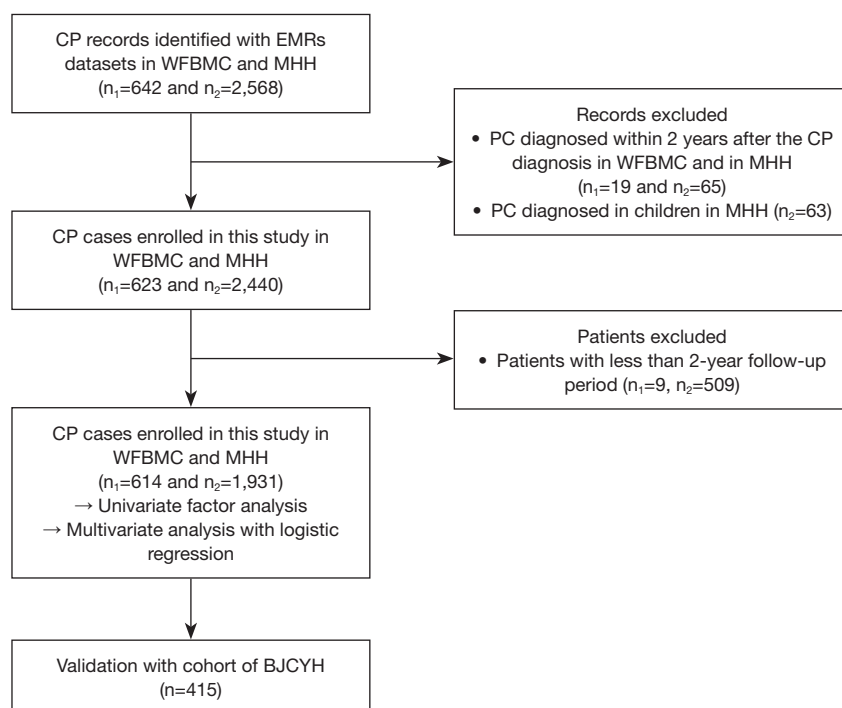 CP records identified with EMRs
datasets in WFBMC and MHH
(n₁=642 and n₂=2,568)
Records excluded
• PC diagnosed within 2 years after the CP
diagnosis in WFBMC and in MHH
(n₁=19 and n₂=65)
• PC diagnosed in children in MHH (n₂=63)
CP cases enrolled in this study in
WFBMC and MHH
(n₁=623 and n₂=2,440)
Patients excluded
• Patients with less than 2-year follow-up
period (n₁=9, n₂=509)
CP cases enrolled in this study in
WFBMC and MHH
(n₁=614 and n₂=1,931)
→ Univariate factor analysis
→ Multivariate analysis with logistic
regression
Validation with cohort of BJCYH
(n=415)